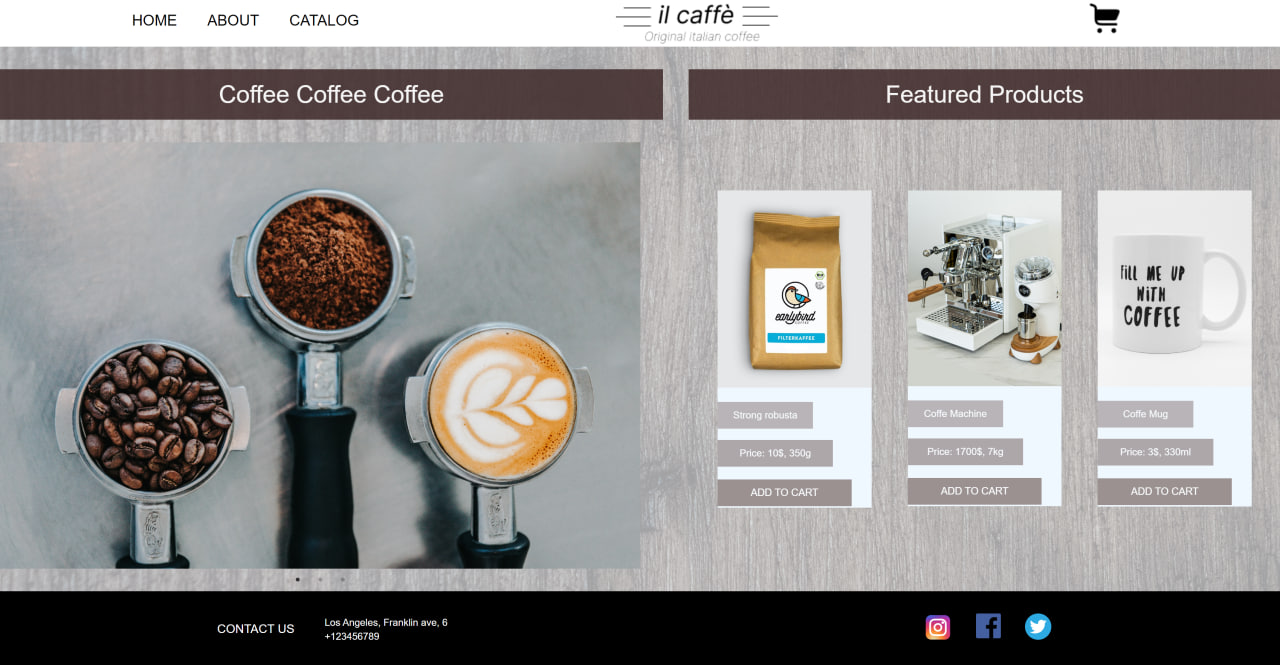 HOME ABOUT CATALOG
il caffè
Original italian coffee
Coffee Coffee Coffee
Featured Products
earlybird
COFFEE
FILTERKAFFEE
FiLL ME UP
WiTH
COFFEE
Strong robusta
Price: 10$, 350g
ADD TO CART
Coffe Machine
Price: 1700$, 7kg
ADD TO CART
Coffe Mug
Price: 3$, 330ml
ADD TO CART
CONTACT US
Los Angeles, Franklin ave, 6
+123456789